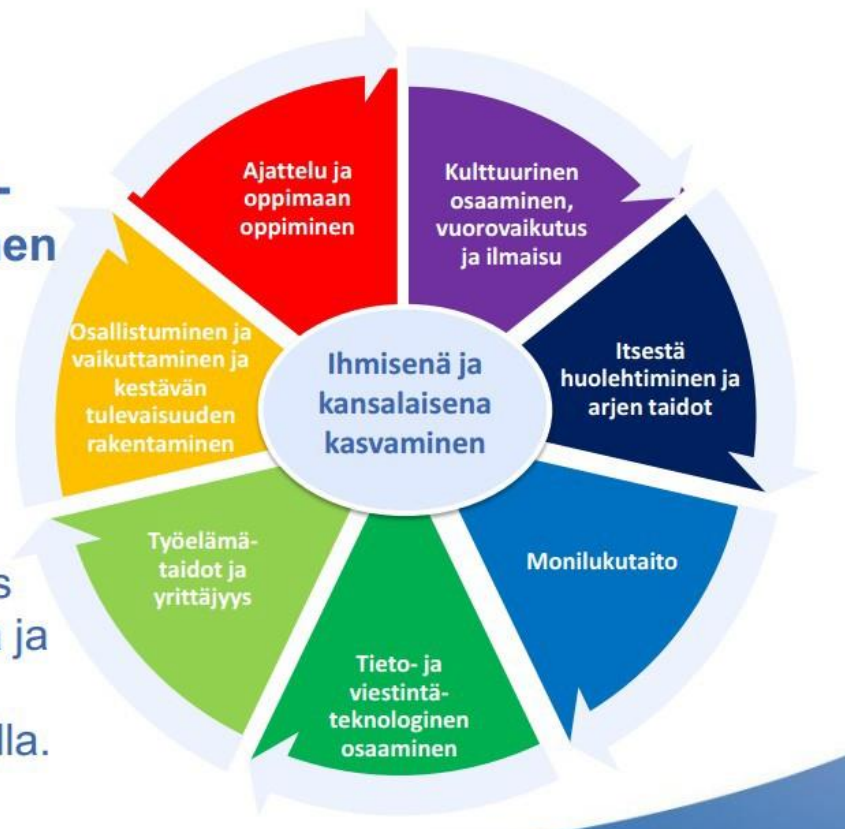 Ajattelu ja
oppimaan
oppiminen
Kulttuurinen
osaaminen,
vuorovaikutus
ja ilmaisu
Itsestä
huolehtiminen ja
arjen taidot
Monilukutaito
Tieto- ja
viestintä-
teknologinen
osaaminen
Työelämä-
taidot ja
yrittäjyys
Osallistuminen ja
vaikuttaminen ja
kestävän
tulevaisuuden
rakentaminen
Ihmisenä ja
kansalaisena
kasvaminen
ja